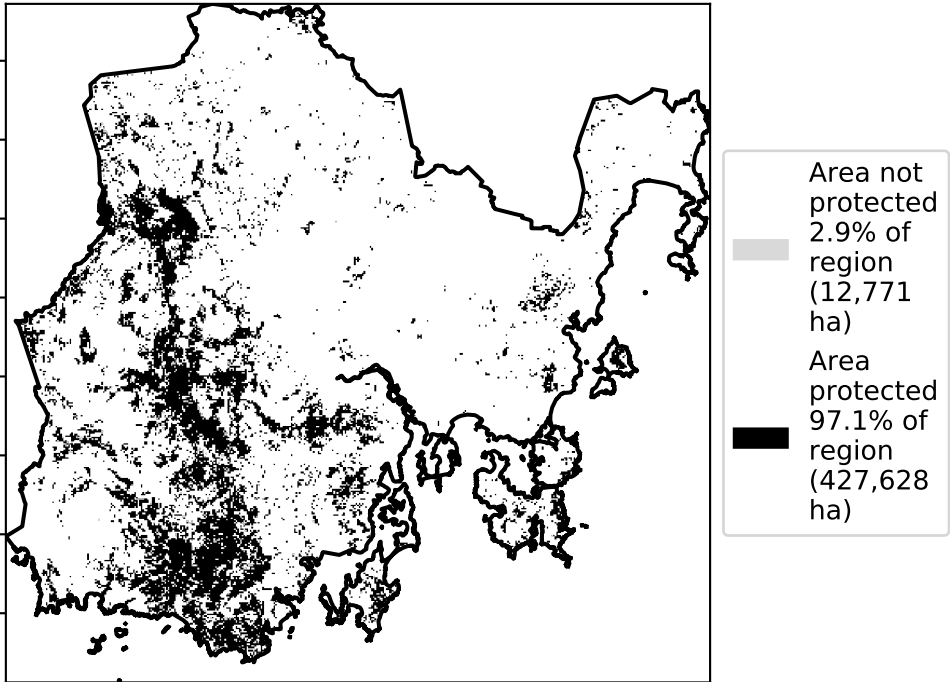 Area not
protected
2.9% of
region
(12,771
ha)
Area
protected
97.1% of
region
(427,628
ha)